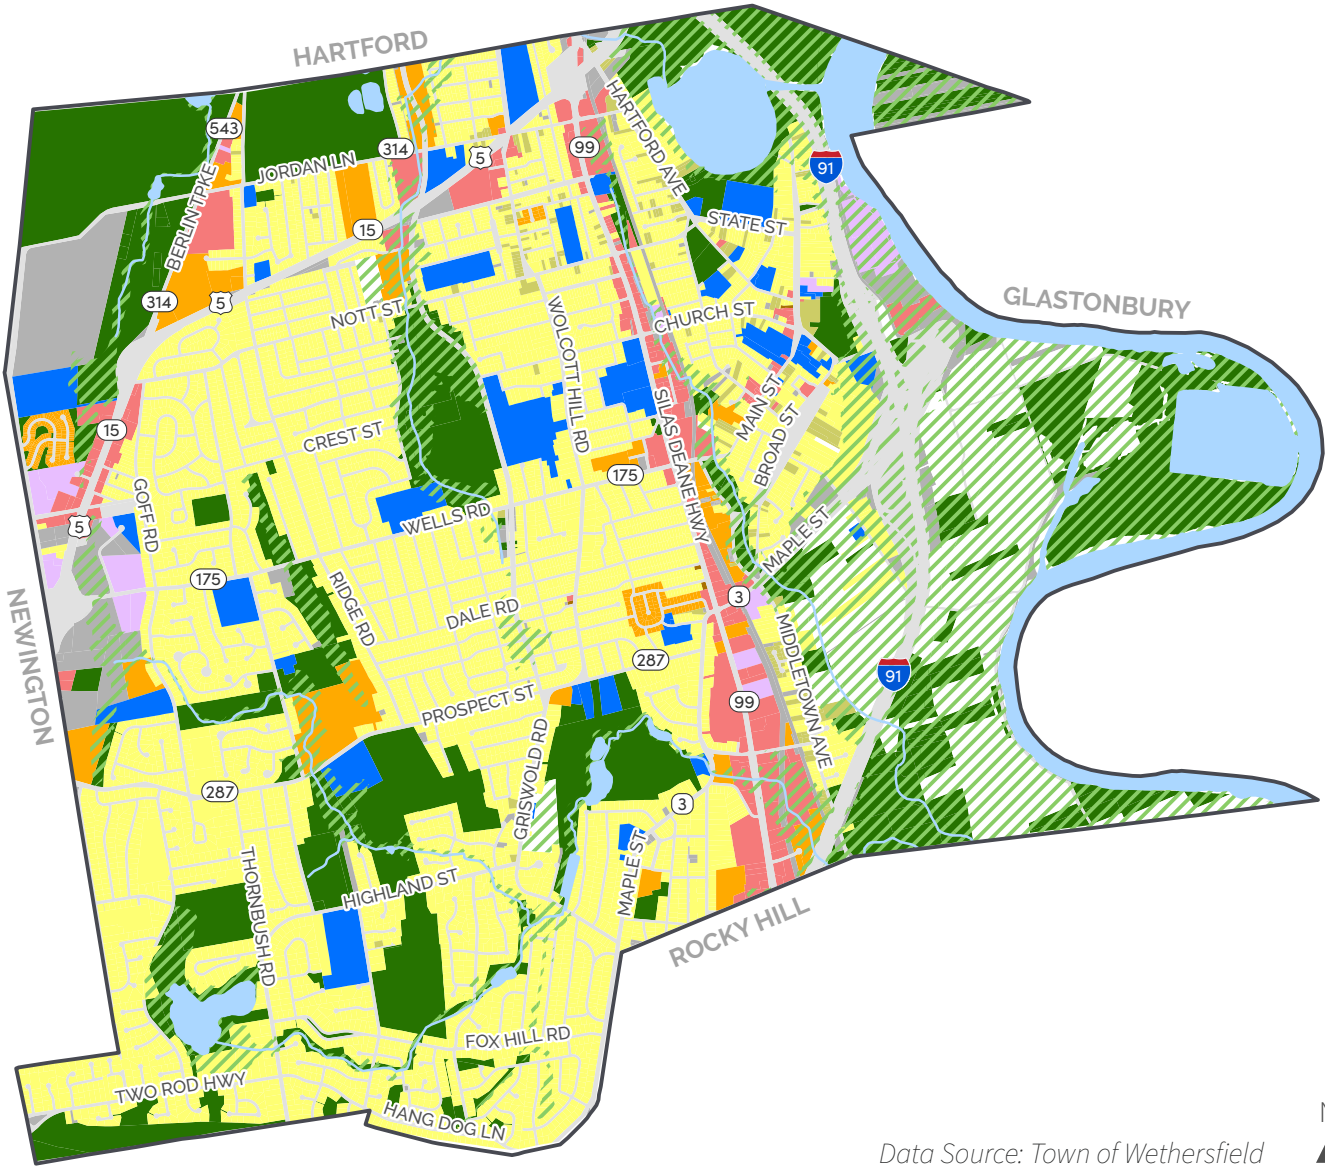 HARTFORD
543
314
5
99
HARTFORD AVE
91
JORDAN LN
BERLIN TPKE
15
STATE ST
314
5
NOTT ST
WOLCOTT HILL RD
CHURCH ST
GLASTONBURY
15
CREST ST
SILAS DEANE HWY
MAIN ST
BROAD ST
175
5
GOFF RD
WELLS RD
MAPLE ST
175
RIDGE RD
DALE RD
3
NEWINGTON
287
MIDDLETOWN AVE
91
PROSPECT ST
99
GRISWOLD RD
287
3
THORNBUSH RD
HIGHLAND ST
MAPLE ST
ROCKY HILL
FOX HILL RD
TWO ROD HWY
HANG DOG LN
Data Source: Town of Wethersfield